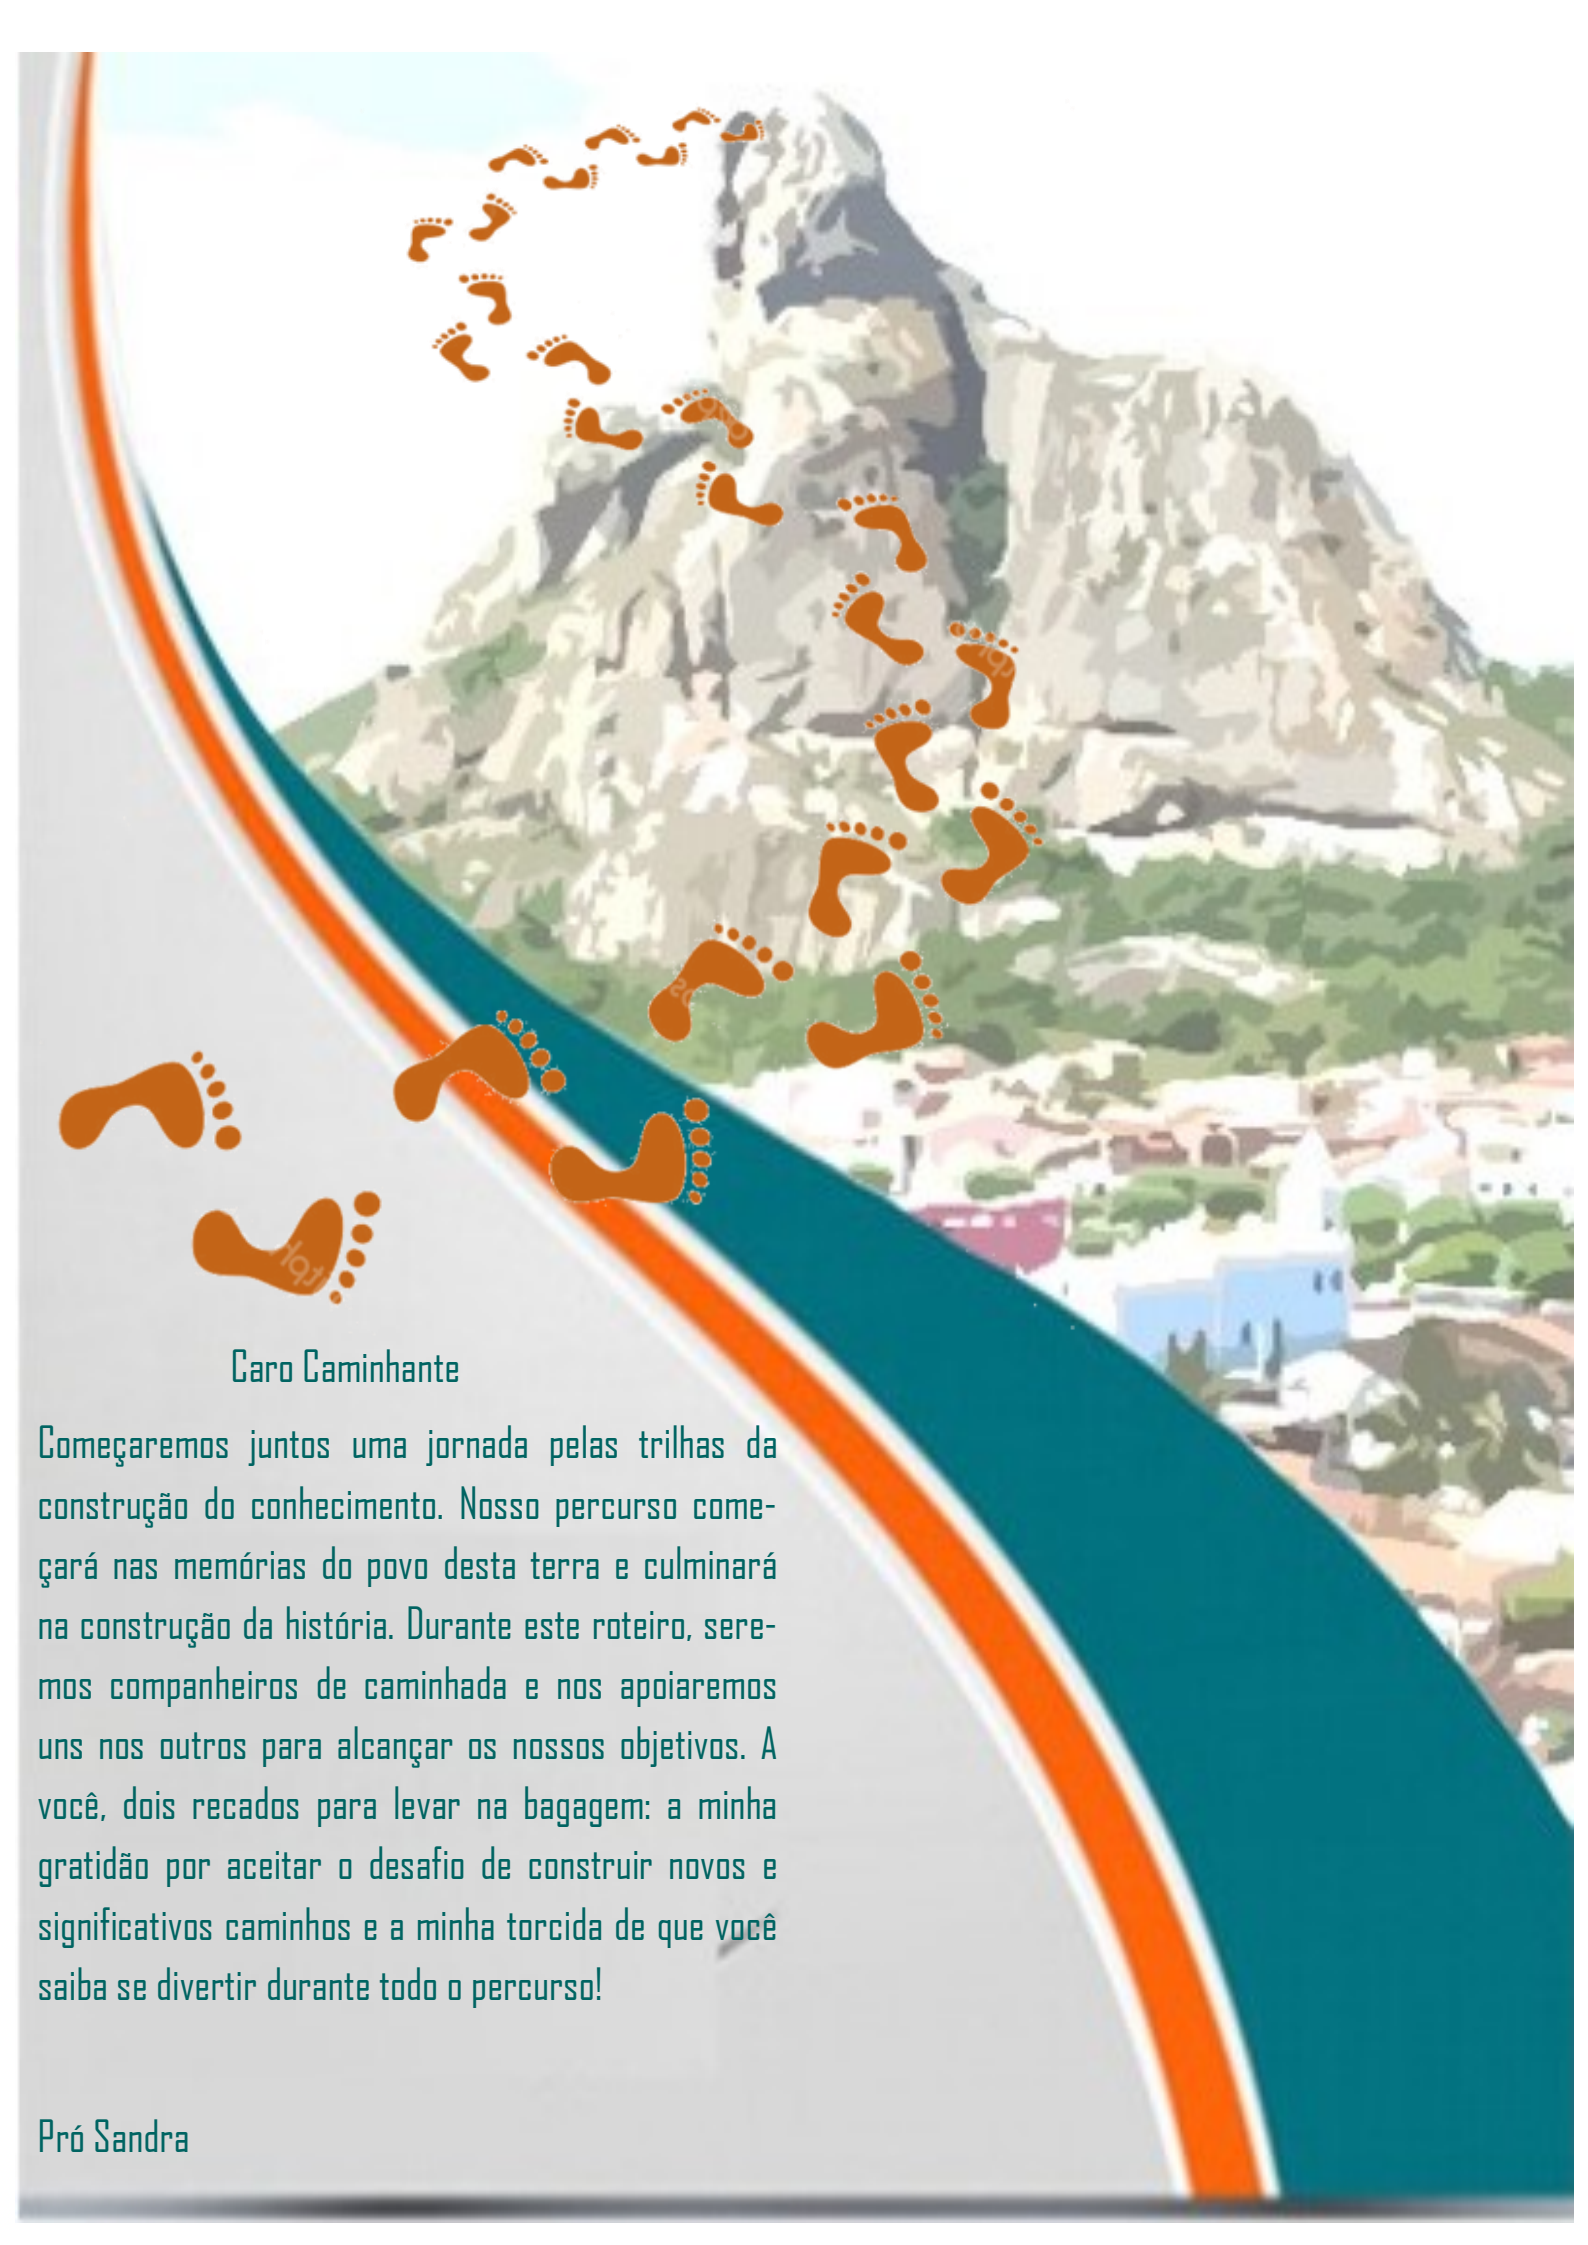 Caro Caminhante
Começaremos juntos uma jornada pelas trilhas da
construção do conhecimento. Nosso percurso come-
çará nas memórias do povo desta terra e culminará
na construção da história. Durante este roteiro, sere-
mos companheiros de caminhada e nos apoiaremos
uns nos outros para alcançar os nossos objetivos. A
você, dois recados para levar na bagagem: a minha
gratidão por aceitar o desafio de construir novos e
significativos caminhos e a minha torcida de que você
saiba se divertir durante todo o percurso!
Pró Sandra